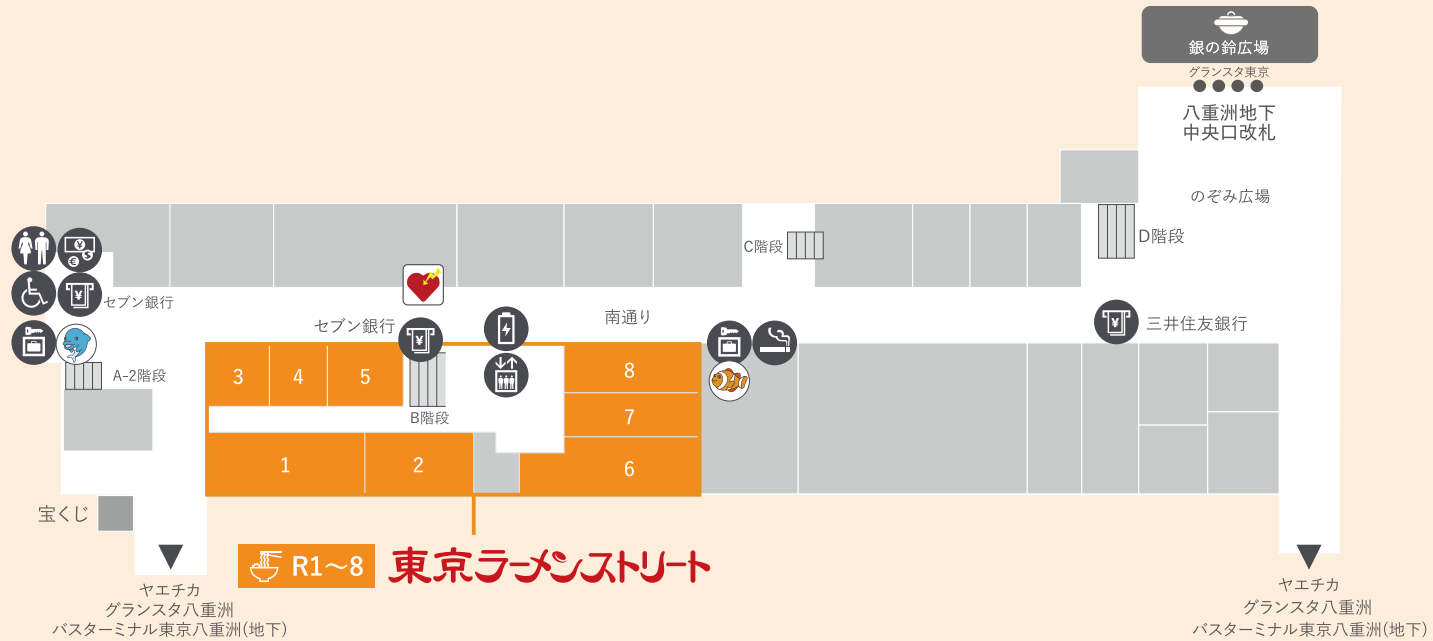 銀の鈴広場
グランスタ東京
八重洲地下
中央口改札
のぞみ広場
C階段
D階段
セブン銀行
セブン銀行
南通り
三井住友銀行
A-2階段
3
4
5
8
B階段
7
1
2
6
宝くじ
R1〜8
東京ラーメンストリート
ヤエチカ
グランスタ八重洲
バスターミナル東京八重洲(地下)
ヤエチカ
グランスタ八重洲
バスターミナル東京八重洲(地下)